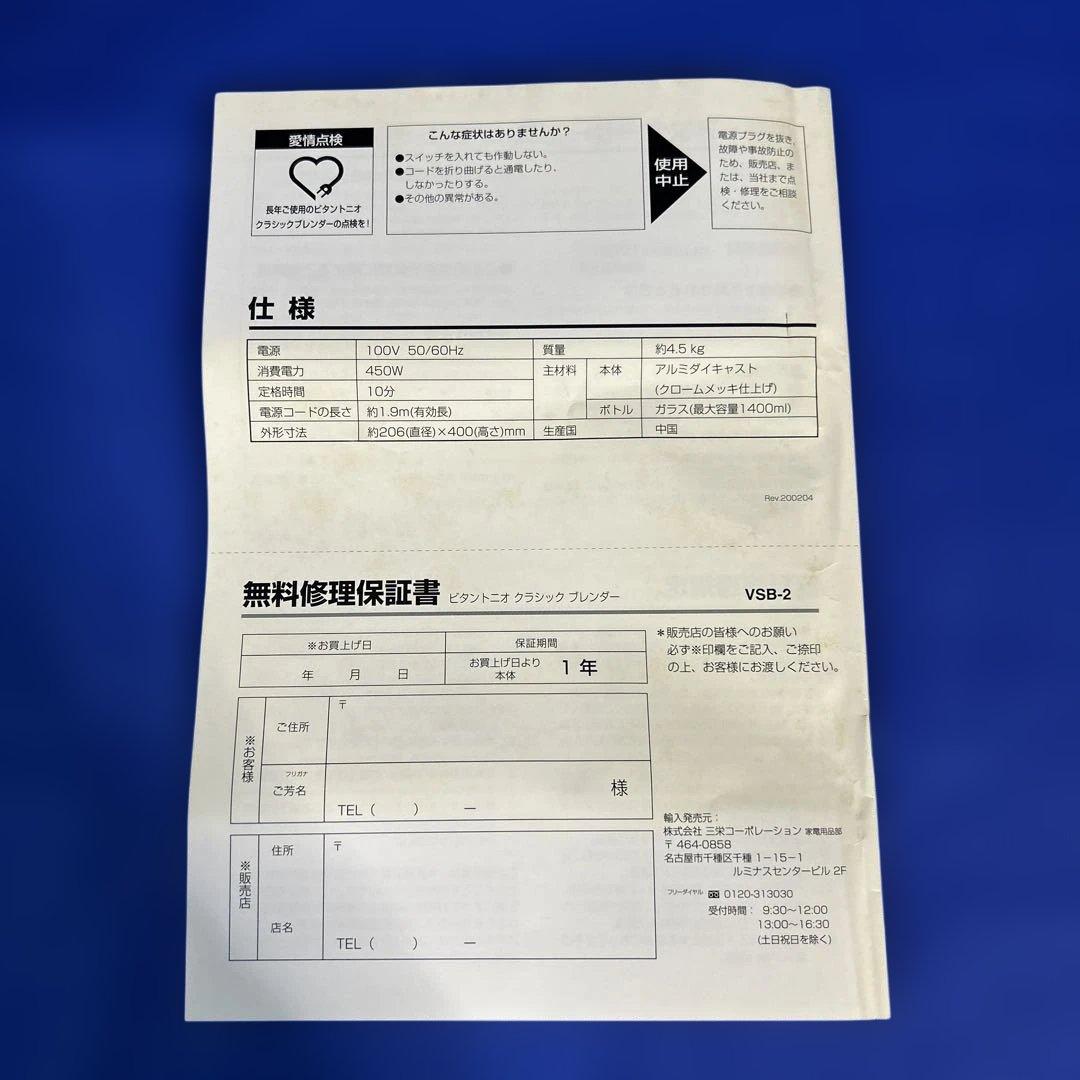 愛情点検
長年ご使用のビタントニオ
クラシックブレンダーの点検を!
こんな症状はありませんか?
●スイッチを入れても作動しない。
●コードを折り曲げると通電したり、
しなかったりする。
●その他の異常がある。
使用
中止
電源プラグを抜き、
故障や事故防止の
ため、販売店、ま
たは、当社まで点
検・修理をご相談
ください。
仕 様
電源 100V 50/60Hz 質量 約4.5 kg
消費電力 450W 主材料 本体 アルミダイキャスト
定格時間 10分 (クロームメッキ仕上げ)
電源コードの長さ 約1.9m(有効長) ボトル ガラス(最大容量1400ml)
外形寸法 約206(直径)×400(高さ)mm 生産国 中国
Rev.200204
無料修理保証書 ビタントニオ クラシック ブレンダー VSB-2
※お買上げ日 保証期間
年 月 日 お買上げ日より 本体 1 年
＊販売店の皆様へのお願い
必ず※印欄をご記入、ご捺印
の上、お客様にお渡しください。
※お客様
ご住所 〒
フリガナ
ご芳名 様
TEL( ) ー
※販売店
住所 〒
店名
TEL( ) ー
輸入発売元:
株式会社 三栄コーポレーション 家電用品部
〒 464-0858
名古屋市千種区千種 1－15－1
ルミナスセンタービル 2F
フリーダイヤル 0120-313030
受付時間: 9:30～12:00
13:00～16:30
(土日祝日を除く)